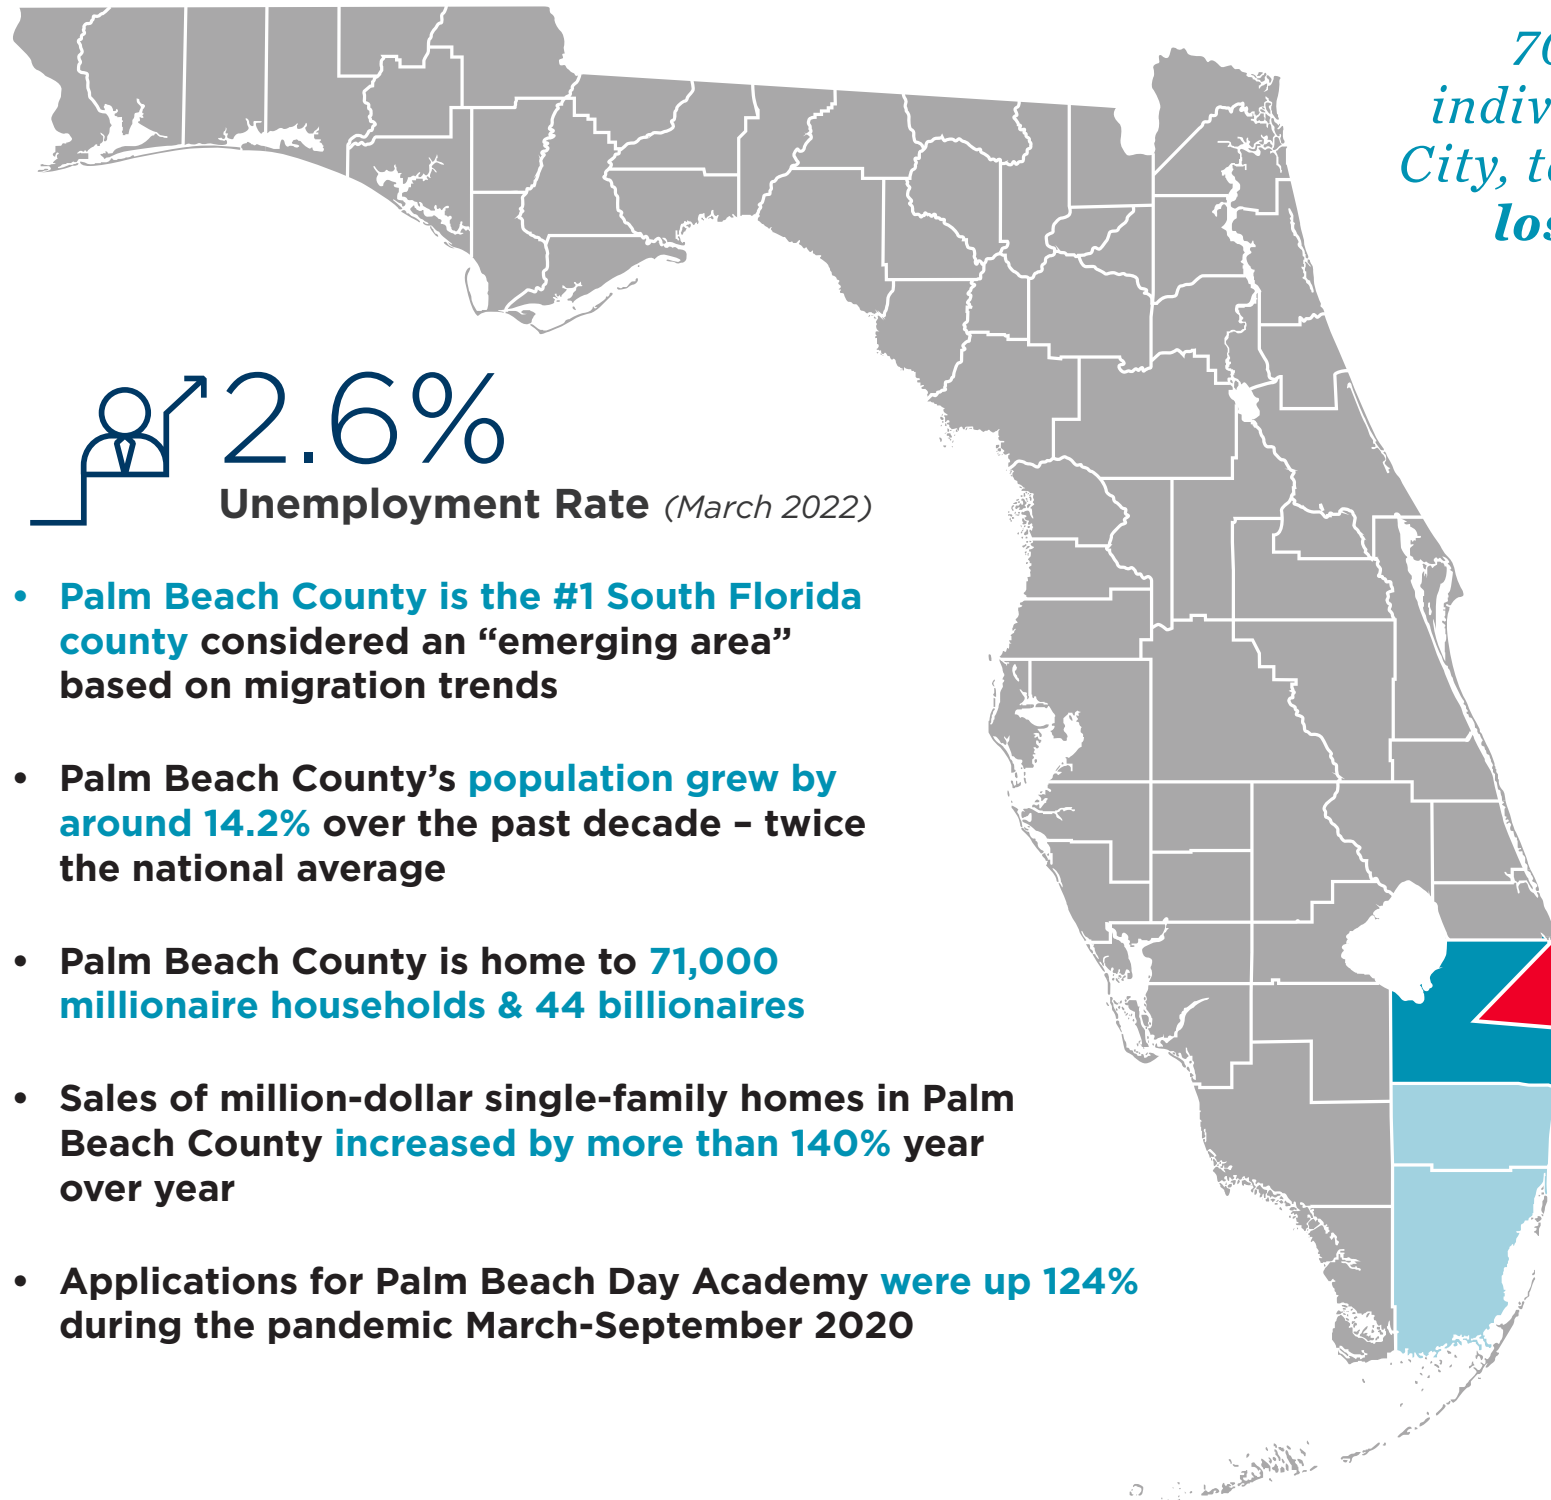 indiv
City, t
los
2.6%
Unemployment Rate (March 2022)
• Palm Beach County is the #1 South Florida
county considered an “emerging area”
based on migration trends
• Palm Beach County’s population grew by
around 14.2% over the past decade – twice
the national average
• Palm Beach County is home to 71,000
millionaire households & 44 billionaires
• Sales of million-dollar single-family homes in Palm
Beach County increased by more than 140% year
over year
• Applications for Palm Beach Day Academy were up 124%
during the pandemic March-September 2020